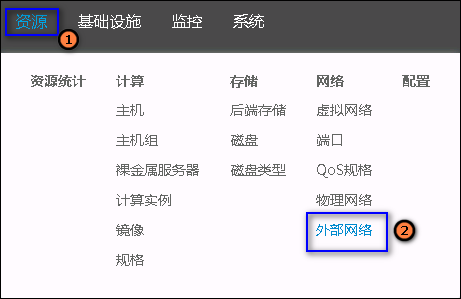 资源 基础设施 监控 系统
1
资源统计 计算 存储 网络 配置
主机 后端存储 虚拟网络
主机组 磁盘 端口
裸金属服务器 磁盘类型 QoS规格
计算实例 物理网络
镜像 外部网络 2
规格